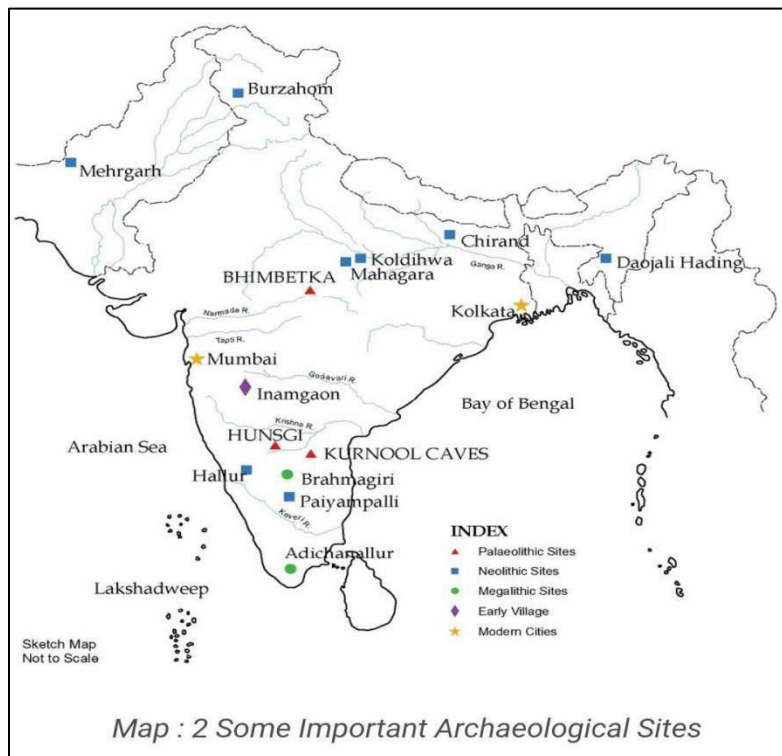 Burzahom
Mehrgarh
Chirand
Koldihwa
Mahagara
Ganga R.
Daojali Hading
BHIMBETKA
Narmada R.
Kolkata
Tapti R.
Mumbai
Godavari R.
Inamgaon
Bay of Bengal
Krishna R.
HUNSGI
Arabian Sea
KURNOOL CAVES
Hallur
Brahmagiri
Paiyampalli
Kaveri R.
INDEX
Adichanallur
Palaeolithic Sites
Neolithic Sites
Lakshadweep
Megalithic Sites
Early Village
Modern Cities
Sketch Map
Not to Scale
Map : 2 Some Important Archaeological Sites